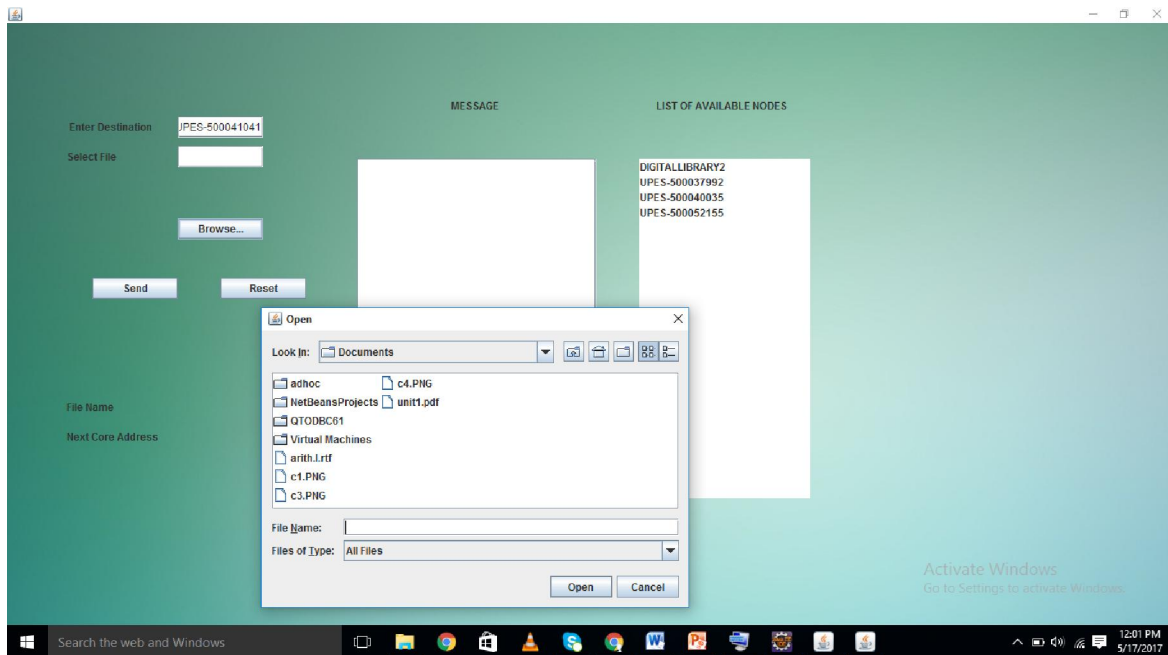 MESSAGE
LIST OF AVAILABLE NODES
Enter Destination
JPES-500041041
Select File
DIGITALLIBRARY2
UPES-500037992
UPES-500040035
UPES-500052155
Browse...
Send
Reset
Open
Look In:
Documents
adhoc
c4.PNG
NetBeansProjects
unit1.pdf
QTODBC61
Virtual Machines
arith.l.rtf
c1.PNG
c3.PNG
File Name:
Files of Type:
All Files
Open
Cancel
File Name
Next Core Address
Activate Windows
Go to Settings to activate Windows.
Search the web and Windows
12:01 PM
5/17/2017